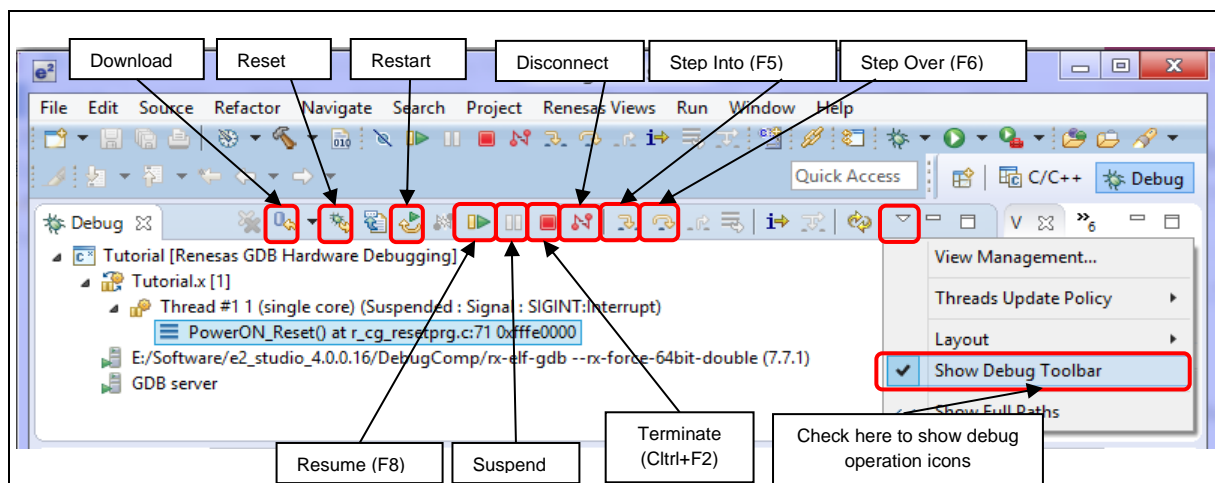 Download
Reset
Restart
Disconnect
Step Into (F5)
Step Over (F6)
e²
File Edit Source Refactor Navigate Search Project Renesas Views Run Window Help
010
Quick Access
C/C++
Debug
Debug
V
»6
Tutorial [Renesas GDB Hardware Debugging]
Tutorial.x [1]
Thread #1 1 (single core) (Suspended : Signal : SIGINT:Interrupt)
PowerON_Reset() at r_cg_resetprg.c:71 0xfffe0000
E:/Software/e2_studio_4.0.0.16/DebugComp/rx-elf-gdb --rx-force-64bit-double (7.7.1)
GDB server
View Management...
Threads Update Policy
Layout
Show Debug Toolbar
Show Full Paths
Resume (F8)
Suspend
Terminate
(Cltrl+F2)
Check here to show debug
operation icons